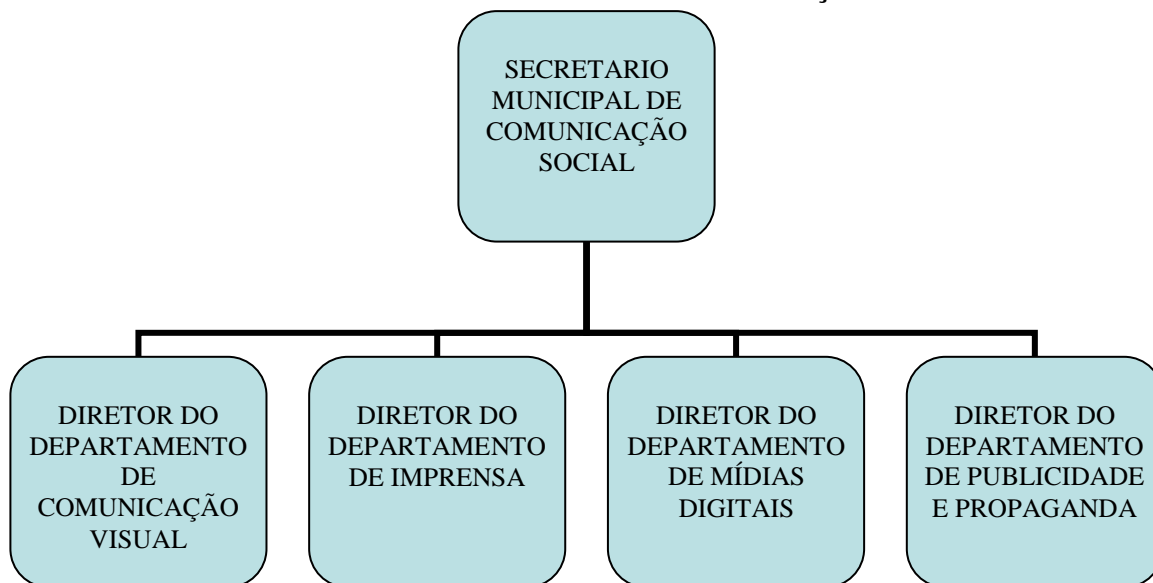 SECRETARIO
MUNICIPAL DE
COMUNICAÇÃO
SOCIAL
DIRETOR DO
DEPARTAMENTO
DE
COMUNICAÇÃO
VISUAL
DIRETOR DO
DEPARTAMENTO
DE IMPRENSA
DIRETOR DO
DEPARTAMENTO
DE MÍDIAS
DIGITAIS
DIRETOR DO
DEPARTAMENTO
DE PUBLICIDADE
E PROPAGANDA